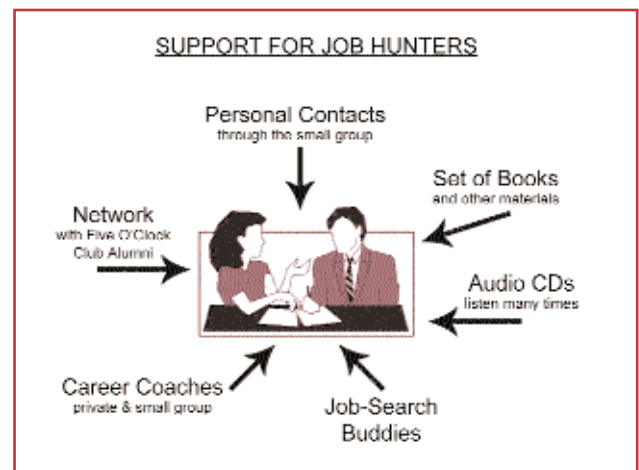 SUPPORT FOR JOB HUNTERS
Personal Contacts
through the small group
Set of Books
and other materials
Network
with Five O'Clock
Club Alumni
Audio CDs
listen many times
Career Coaches
private & small group
Job-Search
Buddies